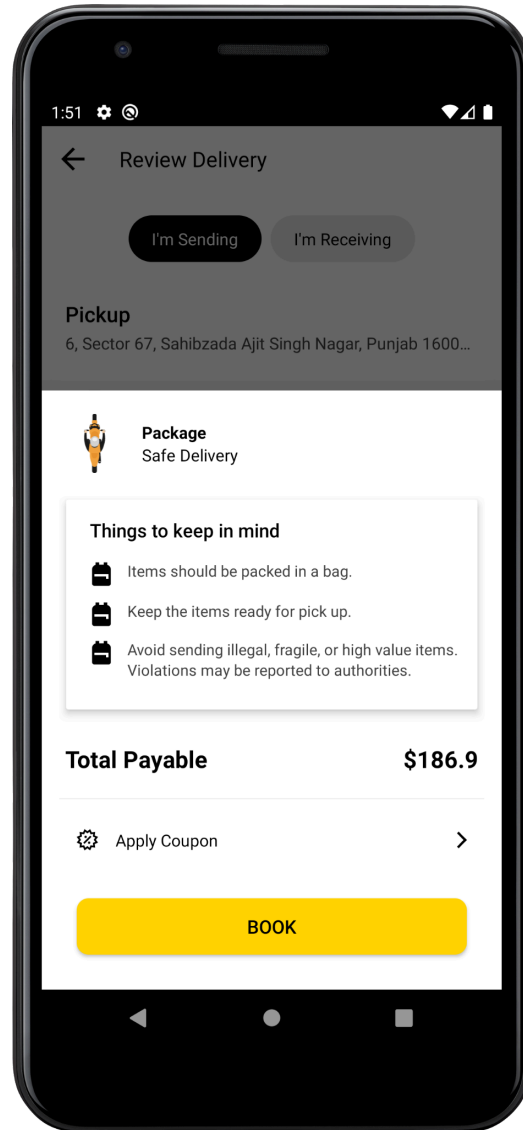 1:51
Review Delivery
I'm Sending
I'm Receiving
Pickup
6, Sector 67, Sahibzada Ajit Singh Nagar, Punjab 1600...
Package
Safe Delivery
Things to keep in mind
Items should be packed in a bag.
Keep the items ready for pick up.
Avoid sending illegal, fragile, or high value items.
Violations may be reported to authorities.
Total Payable
$186.9
Apply Coupon
BOOK